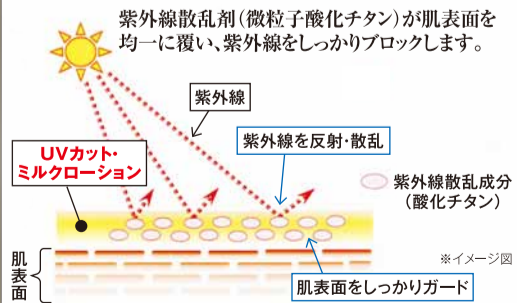 紫外線散乱剤(微粒子酸化チタン)が肌表面を
均一に覆い、紫外線をしっかりブロックします。
紫外線
紫外線を反射・散乱
UVカット・
ミルクローション
紫外線散乱成分
(酸化チタン)
肌表面
※イメージ図
肌表面をしっかりガード